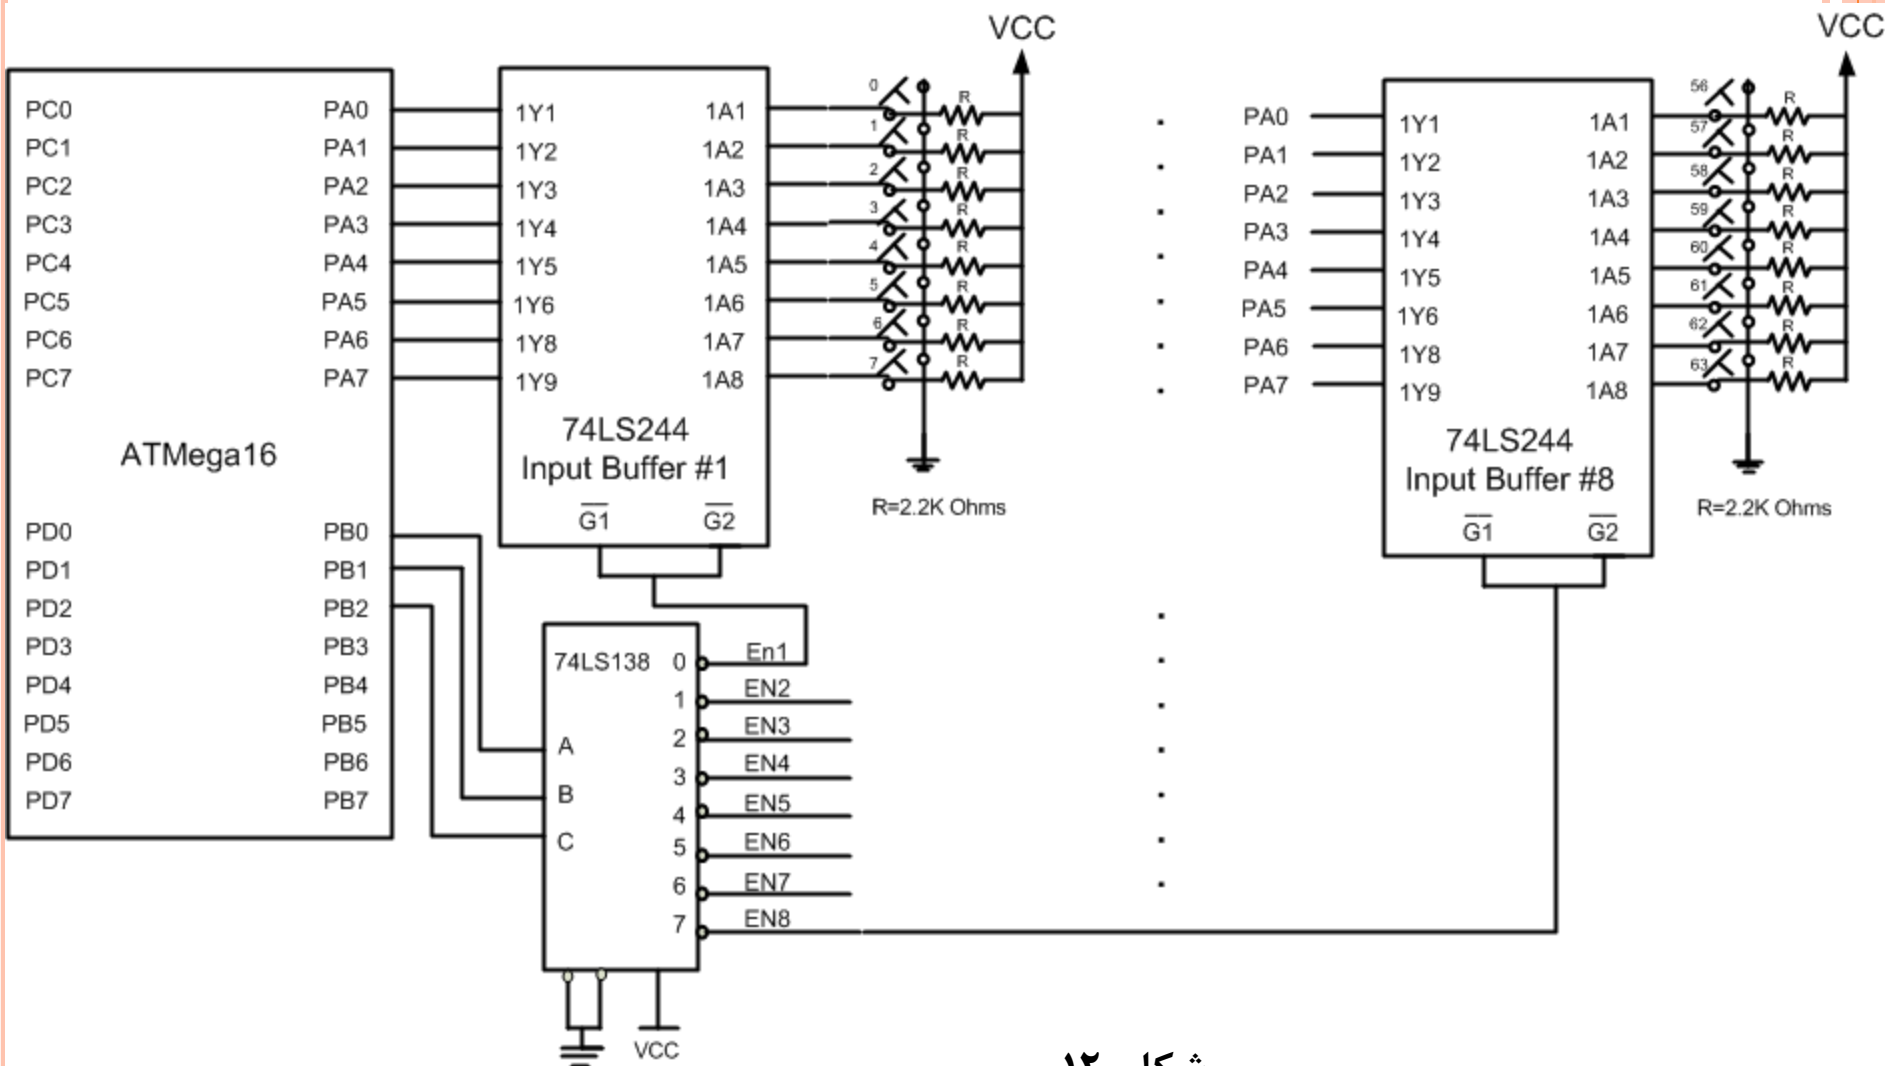 VCC
VCC
PC0 PA0 1Y1 1A1 0 R PA0 1Y1 1A1 56 R
PC1 PA1 1Y2 1A2 1 R PA1 1Y2 1A2 57 R
PC2 PA2 1Y3 1A3 2 R PA2 1Y3 1A3 58 R
PC3 PA3 1Y4 1A4 3 R PA3 1Y4 1A4 59 R
PC4 PA4 1Y5 1A5 4 R PA4 1Y5 1A5 60 R
PC5 PA5 1Y6 1A6 5 R PA5 1Y6 1A6 61 R
PC6 PA6 1Y8 1A7 6 R PA6 1Y8 1A7 62 R
PC7 PA7 1Y9 1A8 7 R PA7 1Y9 1A8 63 R
ATMega16
74LS244
Input Buffer #1
G1 G2
R=2.2K Ohms
74LS244
Input Buffer #8
G1 G2
R=2.2K Ohms
PD0 PB0
PD1 PB1
PD2 PB2
PD3 PB3
PD4 PB4
PD5 PB5
PD6 PB6
PD7 PB7
74LS138
A
B
C
0 En1
1 EN2
2 EN3
3 EN4
4 EN5
5 EN6
6 EN7
7 EN8
VCC